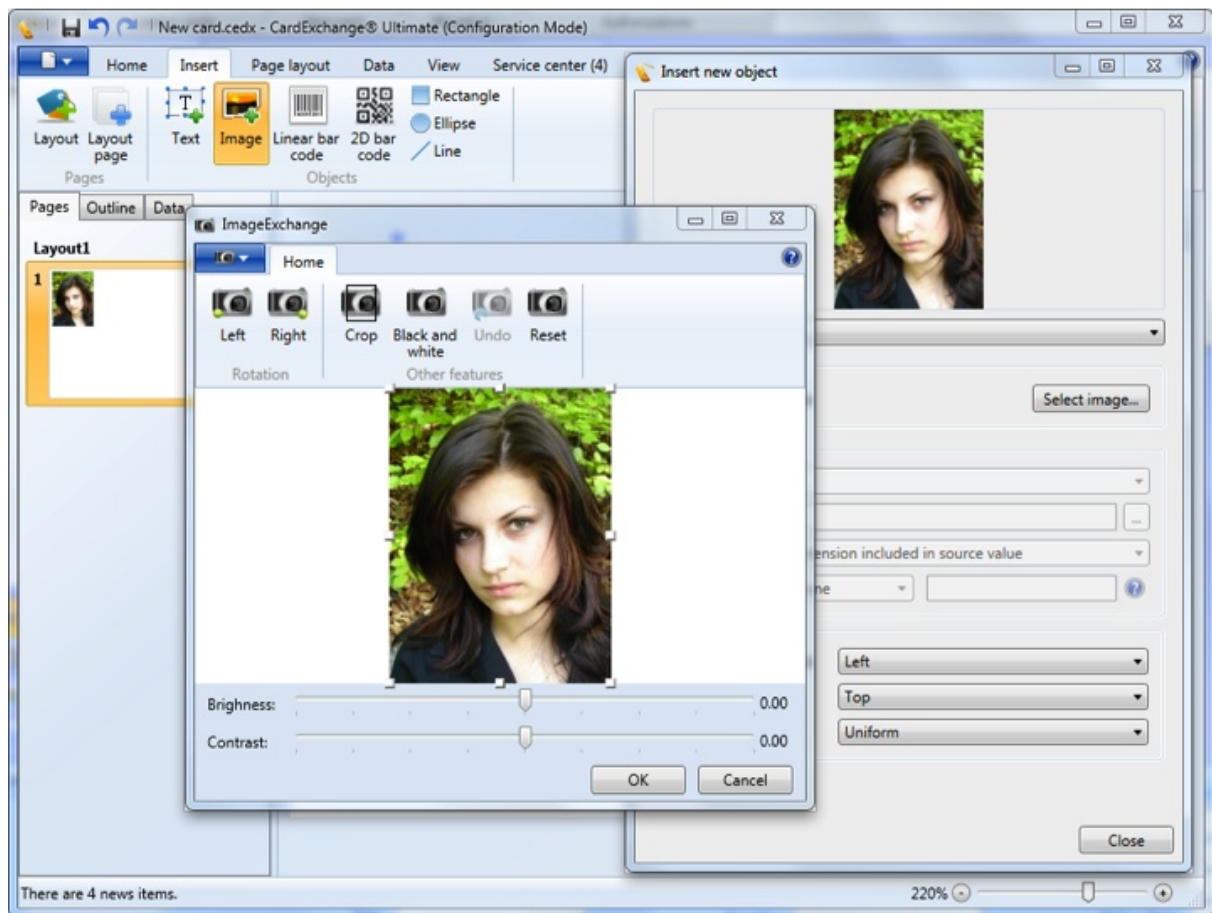 New card.cedx - CardExchange® Ultimate (Configuration Mode)
Home Insert Page layout Data View Service center (4)
Layout Layout page
Text Image Linear bar code 2D bar code
Rectangle
Ellipse
Line
Pages Objects
Pages Outline Data
Layout1
1
Insert new object
Select image...
...
ension included in source value
ne
Left
Top
Uniform
Close
ImageExchange
Home
Left Right Crop Black and white Undo Reset
Rotation Other features
Brighness: 0.00
Contrast: 0.00
OK Cancel
There are 4 news items. 220%